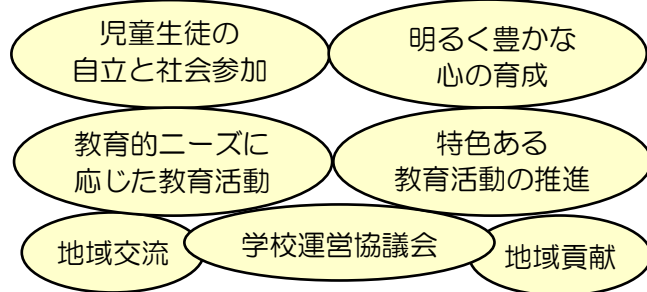 児童生徒の
自立と社会参加
明るく豊かな
心の育成
教育的ニーズに
応じた教育活動
特色ある
教育活動の推進
地域交流
学校運営協議会
地域貢献